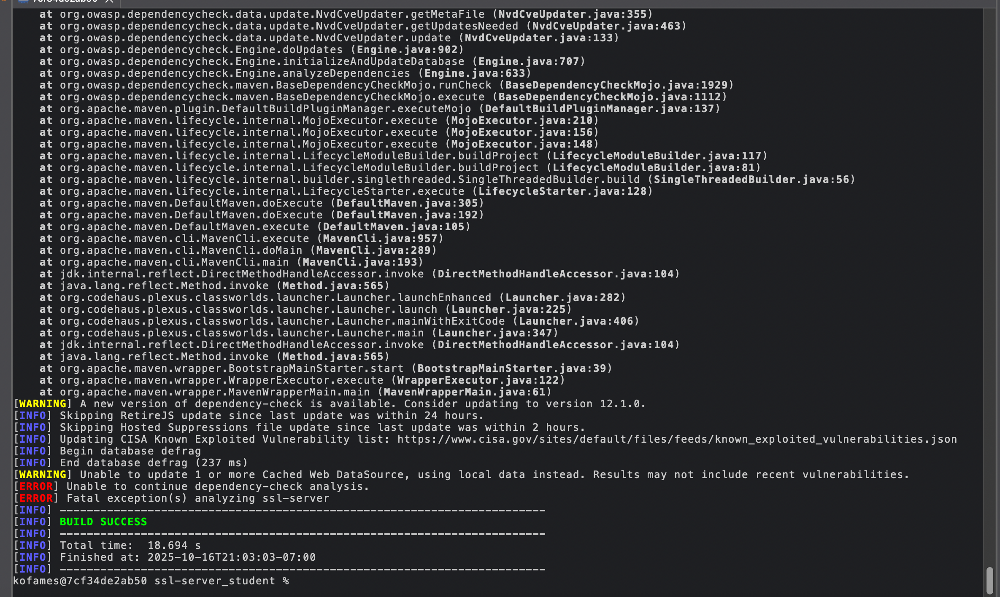 at org.owasp.dependencycheck.data.update.NvdCveUpdater.getMetaFile (NvdCveUpdater.java:355)
at org.owasp.dependencycheck.data.update.NvdCveUpdater.getUpdatesNeeded (NvdCveUpdater.java:463)
at org.owasp.dependencycheck.data.update.NvdCveUpdater.update (NvdCveUpdater.java:133)
at org.owasp.dependencycheck.Engine.doUpdates (Engine.java:902)
at org.owasp.dependencycheck.Engine.initializeAndUpdateDatabase (Engine.java:707)
at org.owasp.dependencycheck.Engine.analyzeDependencies (Engine.java:633)
at org.owasp.dependencycheck.maven.BaseDependencyCheckMojo.runCheck (BaseDependencyCheckMojo.java:1929)
at org.owasp.dependencycheck.maven.BaseDependencyCheckMojo.execute (BaseDependencyCheckMojo.java:1112)
at org.apache.maven.plugin.DefaultBuildPluginManager.executeMojo (DefaultBuildPluginManager.java:137)
at org.apache.maven.lifecycle.internal.MojoExecutor.execute (MojoExecutor.java:210)
at org.apache.maven.lifecycle.internal.MojoExecutor.execute (MojoExecutor.java:156)
at org.apache.maven.lifecycle.internal.MojoExecutor.execute (MojoExecutor.java:148)
at org.apache.maven.lifecycle.internal.LifecycleModuleBuilder.buildProject (LifecycleModuleBuilder.java:117)
at org.apache.maven.lifecycle.internal.LifecycleModuleBuilder.buildProject (LifecycleModuleBuilder.java:81)
at org.apache.maven.lifecycle.internal.builder.singlethreaded.SingleThreadedBuilder.build (SingleThreadedBuilder.java:56)
at org.apache.maven.lifecycle.internal.LifecycleStarter.execute (LifecycleStarter.java:128)
at org.apache.maven.DefaultMaven.doExecute (DefaultMaven.java:305)
at org.apache.maven.DefaultMaven.doExecute (DefaultMaven.java:192)
at org.apache.maven.DefaultMaven.execute (DefaultMaven.java:105)
at org.apache.maven.cli.MavenCli.execute (MavenCli.java:957)
at org.apache.maven.cli.MavenCli.doMain (MavenCli.java:289)
at org.apache.maven.cli.MavenCli.main (MavenCli.java:193)
at jdk.internal.reflect.DirectMethodHandleAccessor.invoke (DirectMethodHandleAccessor.java:104)
at java.lang.reflect.Method.invoke (Method.java:565)
at org.codehaus.plexus.classworlds.launcher.Launcher.launchEnhanced (Launcher.java:282)
at org.codehaus.plexus.classworlds.launcher.Launcher.launch (Launcher.java:225)
at org.codehaus.plexus.classworlds.launcher.Launcher.mainWithExitCode (Launcher.java:406)
at org.codehaus.plexus.classworlds.launcher.Launcher.main (Launcher.java:347)
at jdk.internal.reflect.DirectMethodHandleAccessor.invoke (DirectMethodHandleAccessor.java:104)
at java.lang.reflect.Method.invoke (Method.java:565)
at org.apache.maven.wrapper.BootstrapMainStarter.start (BootstrapMainStarter.java:39)
at org.apache.maven.wrapper.WrapperExecutor.execute (WrapperExecutor.java:122)
at org.apache.maven.wrapper.MavenWrapperMain.main (MavenWrapperMain.java:61)
[WARNING] A new version of dependency-check is available. Consider updating to version 12.1.0.
[INFO] Skipping RetireJS update since last update was within 24 hours.
[INFO] Skipping Hosted Suppressions file update since last update was within 2 hours.
[INFO] Updating CISA Known Exploited Vulnerability list: https://www.cisa.gov/sites/default/files/feeds/known_exploited_vulnerabilities.json
[INFO] Begin database defrag
[INFO] End database defrag (237 ms)
[WARNING] Unable to update 1 or more Cached Web DataSource, using local data instead. Results may not include recent vulnerabilities.
[ERROR] Unable to continue dependency-check analysis.
[ERROR] Fatal exception(s) analyzing ssl-server
[INFO] ------------------------------------------------------------------------
[INFO] BUILD SUCCESS
[INFO] ------------------------------------------------------------------------
[INFO] Total time:  18.694 s
[INFO] Finished at: 2025-10-16T21:03:03-07:00
[INFO] ------------------------------------------------------------------------
kofames@7cf34de2ab50 ssl-server_student %